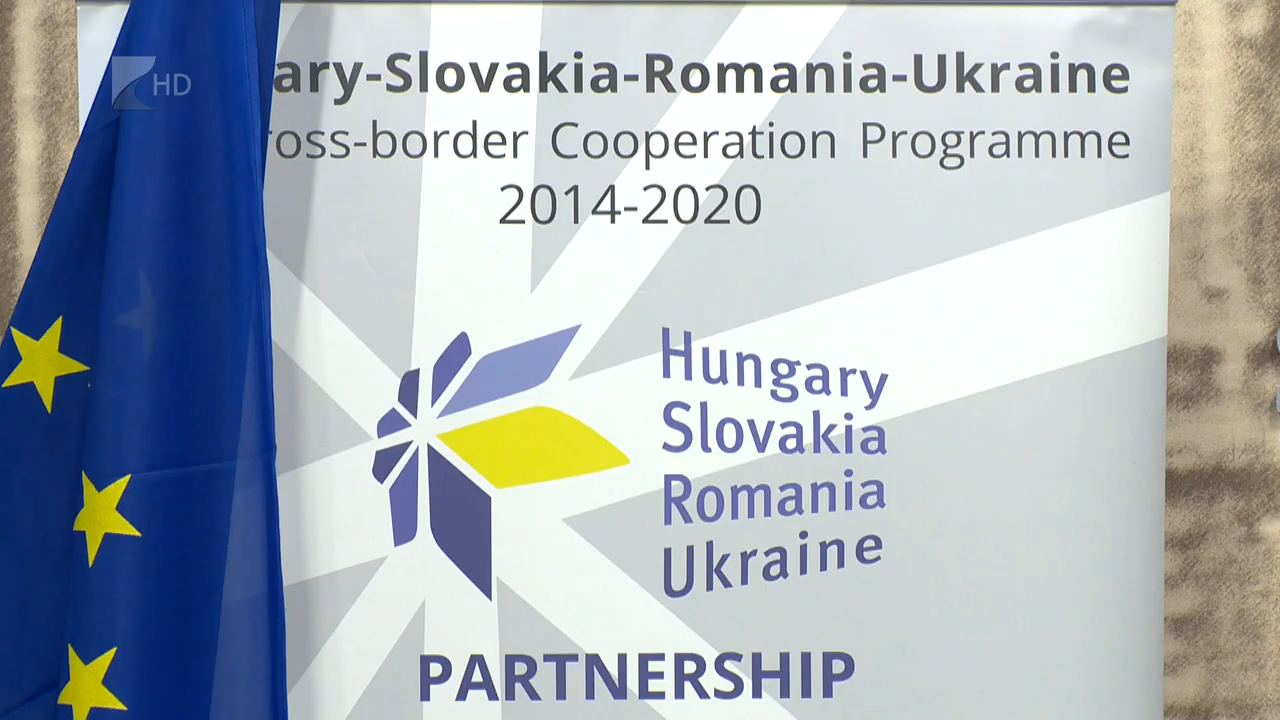 HD
ary-Slovakia-Romania-Ukraine
ross-border Cooperation Programme
2014-2020
Hungary
Slovakia
Romania
Ukraine
PARTNERSHIP